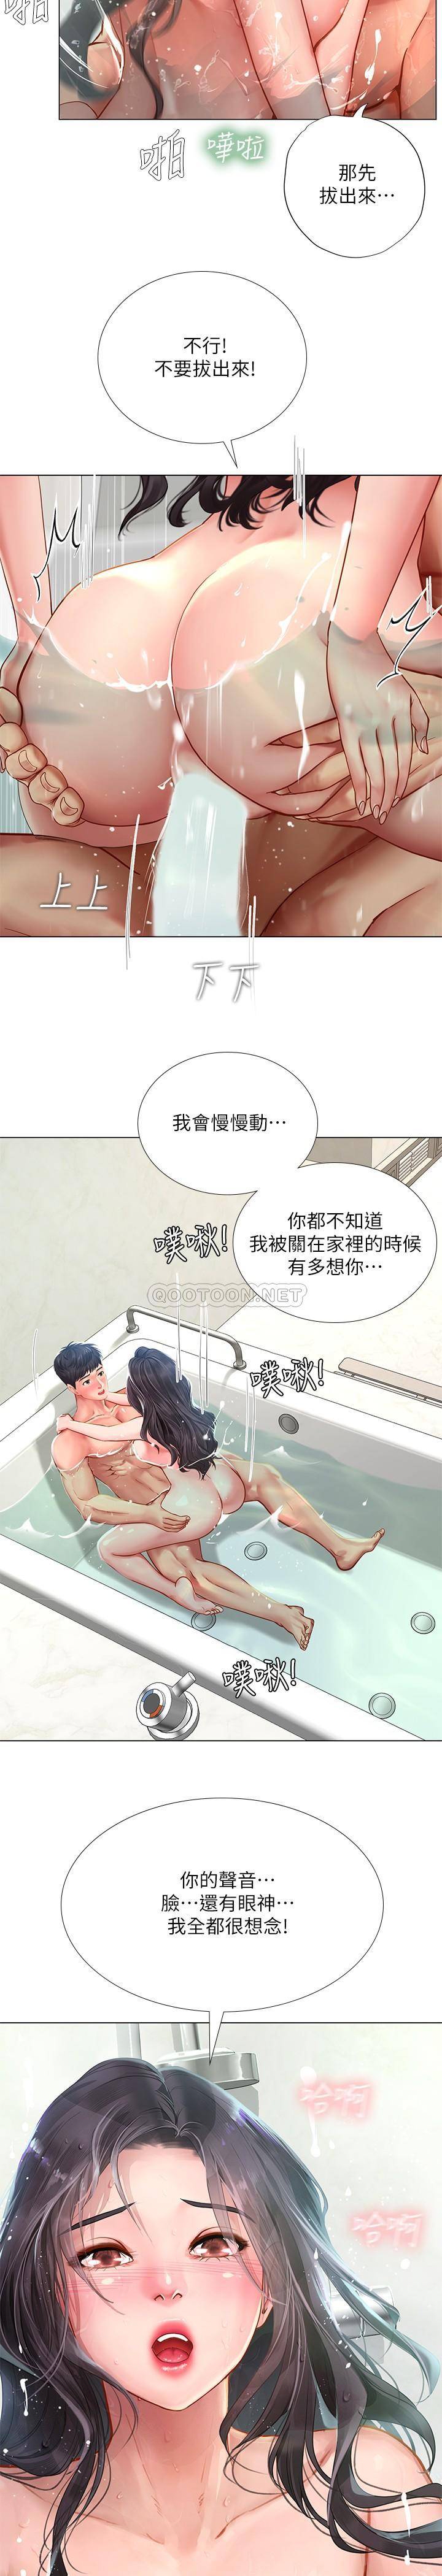 啪
啪
嘩啦
那先
拔出來…
不行!
不要拔出來!
上上
下下
我會慢慢動…
你都不知道
我被關在家裡的時候
有多想你…
噗啾!
QOOTOON.NET
噗啾!
噗啾!
你的聲音…
臉…還有眼神…
我全都很想念!
哈啊
哈啊